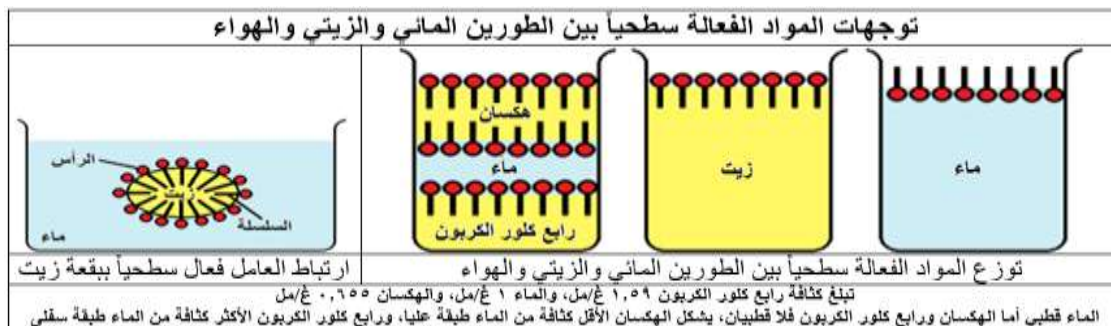 توجهات المواد الفعالة سطحياً بين الطورين المائي والزيتي والهواء
ماء
زيت
هكسان
ماء
رابع كلور الكربون
الرأس
زيت
السلسلة
ماء
توزع المواد الفعالة سطحياً بين الطورين المائي والزيتي والهواء
ارتباط العامل فعال سطحياً ببقعة زيت
تبلغ كثافة رابع كلور الكربون ١,٥٩ غ/مل، والماء ١ غ/مل، والهكسان ٠,٦٥٥ غ/مل
الماء قطبي أما الهكسان ورابع كلور الكربون فلا قطبيان، يشكل الهكسان الأقل كثافة من الماء طبقة عليا، ورابع كلور الكربون الأكثر كثافة من الماء طبقة سفلى